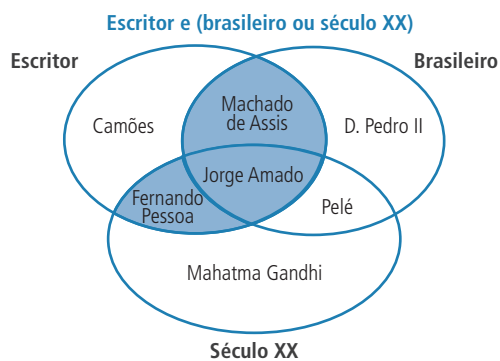 Escritor e (brasileiro ou século XX)
Escritor
Brasileiro
Machado
de Assis
Camões
D. Pedro II
Jorge Amado
Fernando
Pessoa
Pelé
Mahatma Gandhi
Século XX